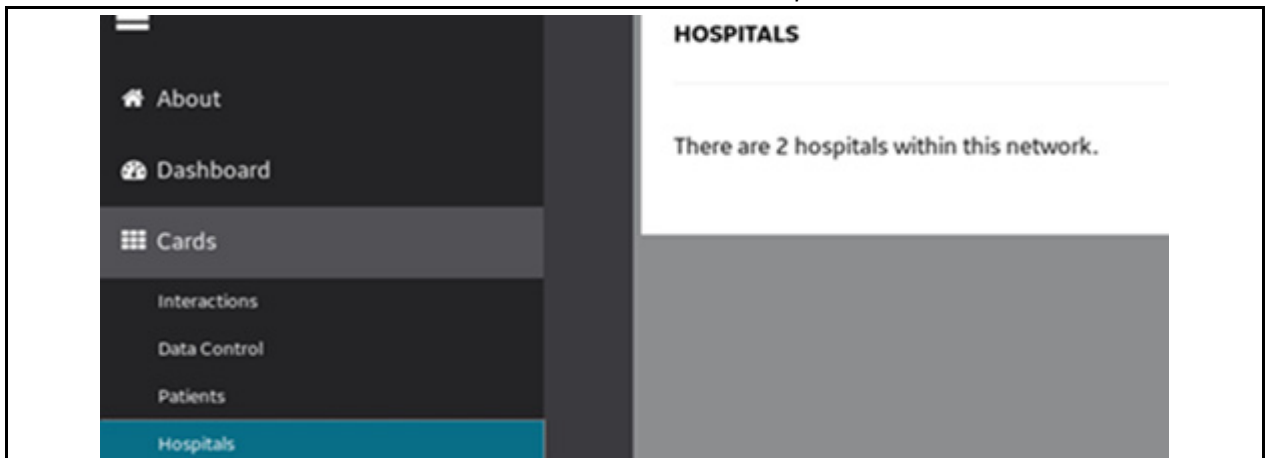 About
Dashboard
Cards
Interactions
Data Control
Patients
Hospitals
HOSPITALS
There are 2 hospitals within this network.